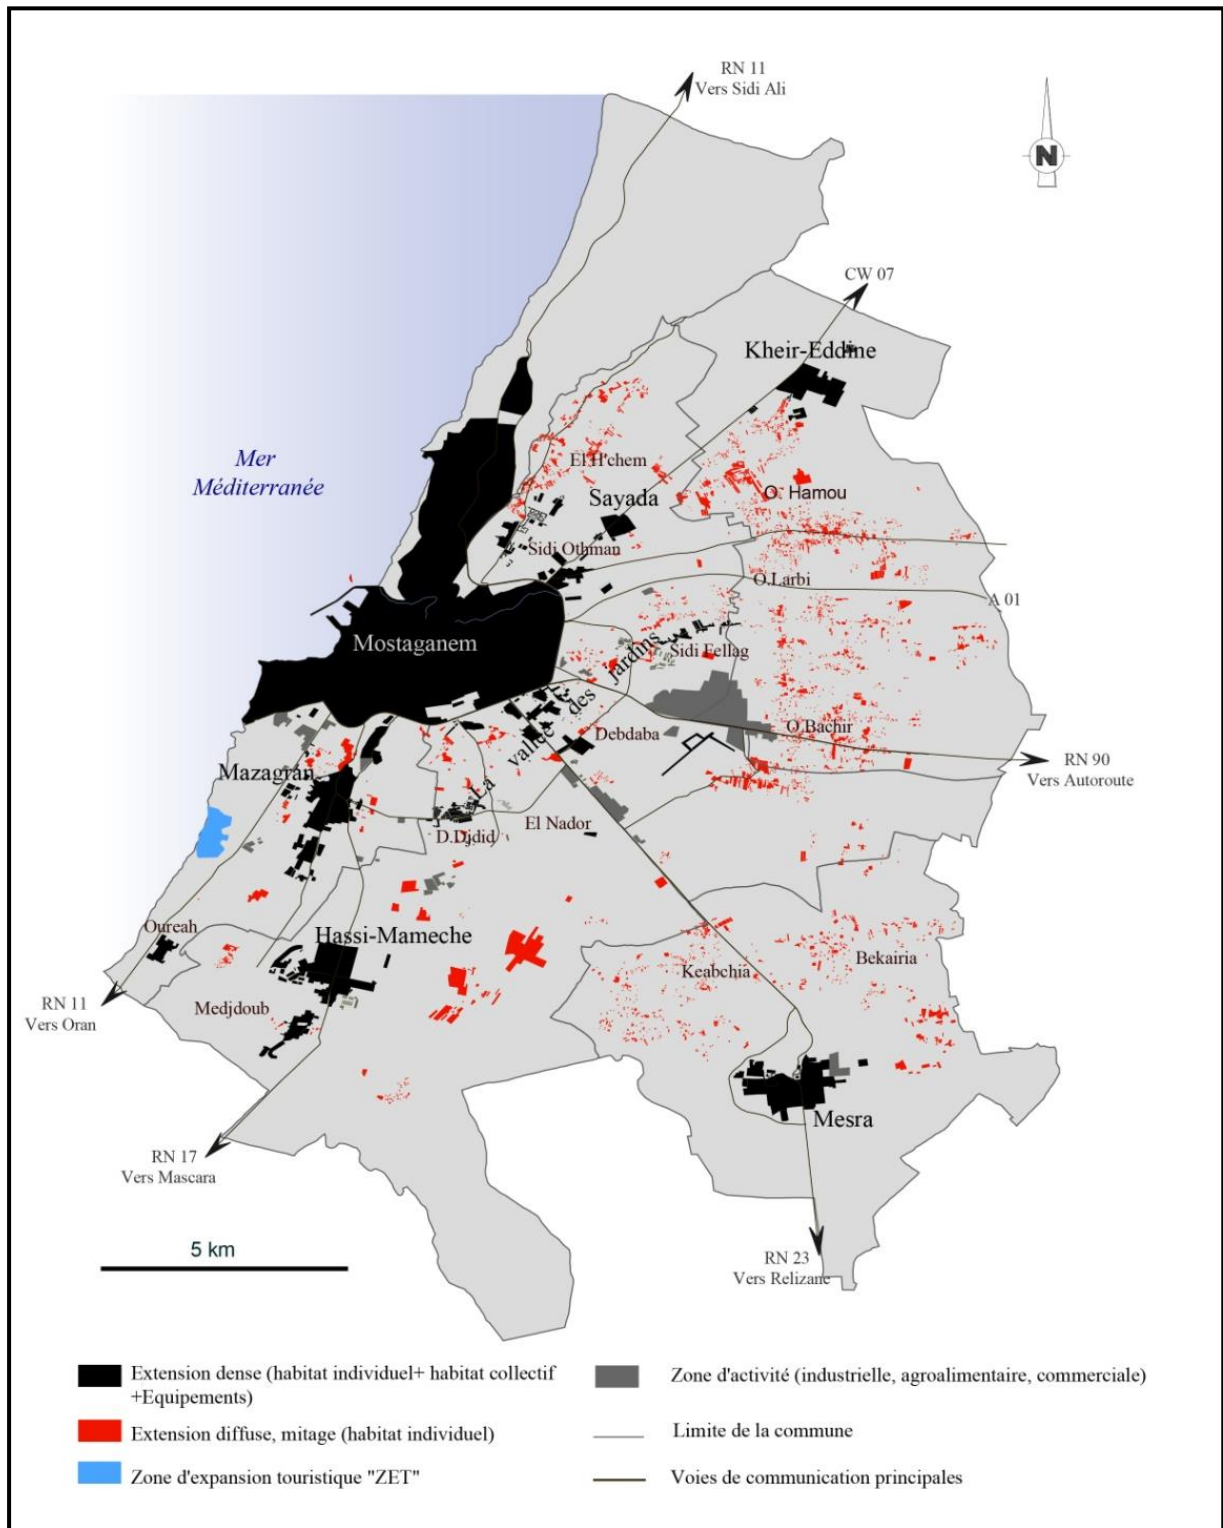 RN 11
Vers Sidi Ali
N
CW 07
Kheir-Eddine
Mer
Méditerranée
El H'chem
O. Hamou
Sayada
Sidi Othman
O.Larbi
A 01
Mostaganem
Sidi Fellag
La vallée des jardins
O.Bachir
Debdaba
RN 90
Vers Autoroute
Mazagran
El Nador
D.Djdid
Oureah
Hassi-Mameche
Bekairia
Keabchia
RN 11
Vers Oran
Medjdoub
Mesra
RN 17
Vers Mascara
5 km
RN 23
Vers Relizane
Extension dense (habitat individuel+ habitat collectif
+Equipements)
Extension diffuse, mitage (habitat individuel)
Zone d'expansion touristique "ZET"
Zone d'activité (industrielle, agroalimentaire, commerciale)
Limite de la commune
Voies de communication principales